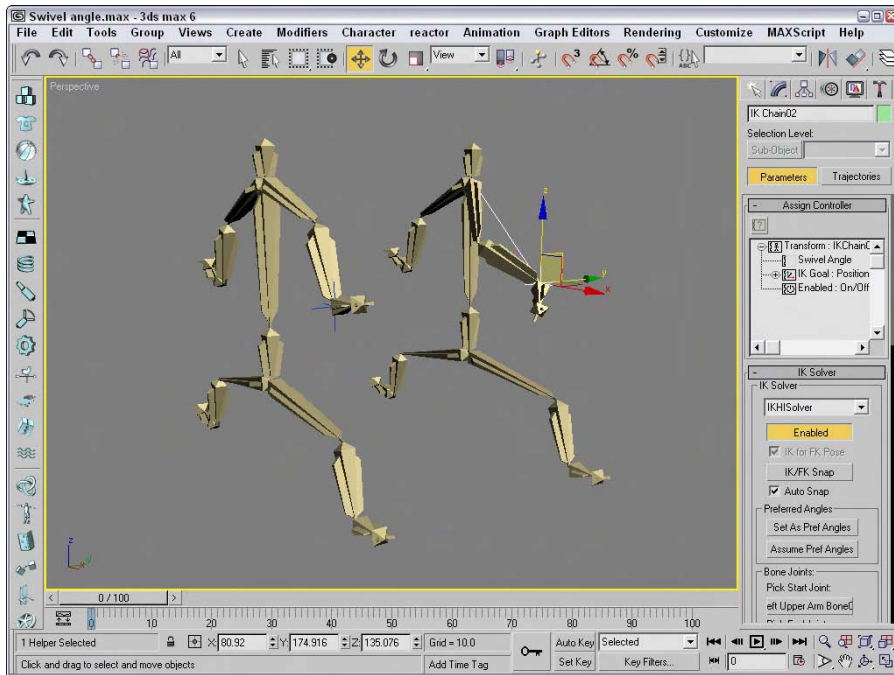 Swivel angle.max - 3ds max 6
File Edit Tools Group Views Create Modifiers Character reactor Animation Graph Editors Rendering Customize MAXScript Help
All View 3 % ABC
Perspective
IK Chain02
Selection Level:
Sub-Object
Parameters Trajectories
- Assign Controller
Transform : IKChain
Swivel Angle
IK Goal : Position
Enabled : On/Off
- IK Solver
IK Solver
IKHISolver
Enabled
IK for FK Pose
IK/FK Snap
Auto Snap
Preferred Angles
Set As Pref Angles
Assume Pref Angles
Bone Joints:
Pick Start Joint:
eft Upper Arm Bone
z
y
x
z
y
x
< 0 / 100 >
0 10 20 30 40 50 60 70 80 90 100
1 Helper Selected X: 80.92 Y: 174.916 Z: 135.076 Grid = 10.0 Auto Key Selected
Click and drag to select and move objects Add Time Tag Set Key Key Filters... 0